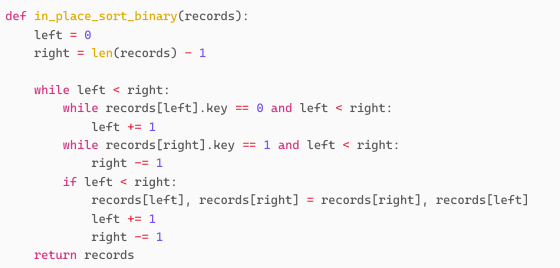 def in_place_sort_binary(records):
    left = 0
    right = len(records) - 1

    while left < right:
        while records[left].key == 0 and left < right:
            left += 1
        while records[right].key == 1 and left < right:
            right -= 1
        if left < right:
            records[left], records[right] = records[right], records[left]
            left += 1
            right -= 1
    return records